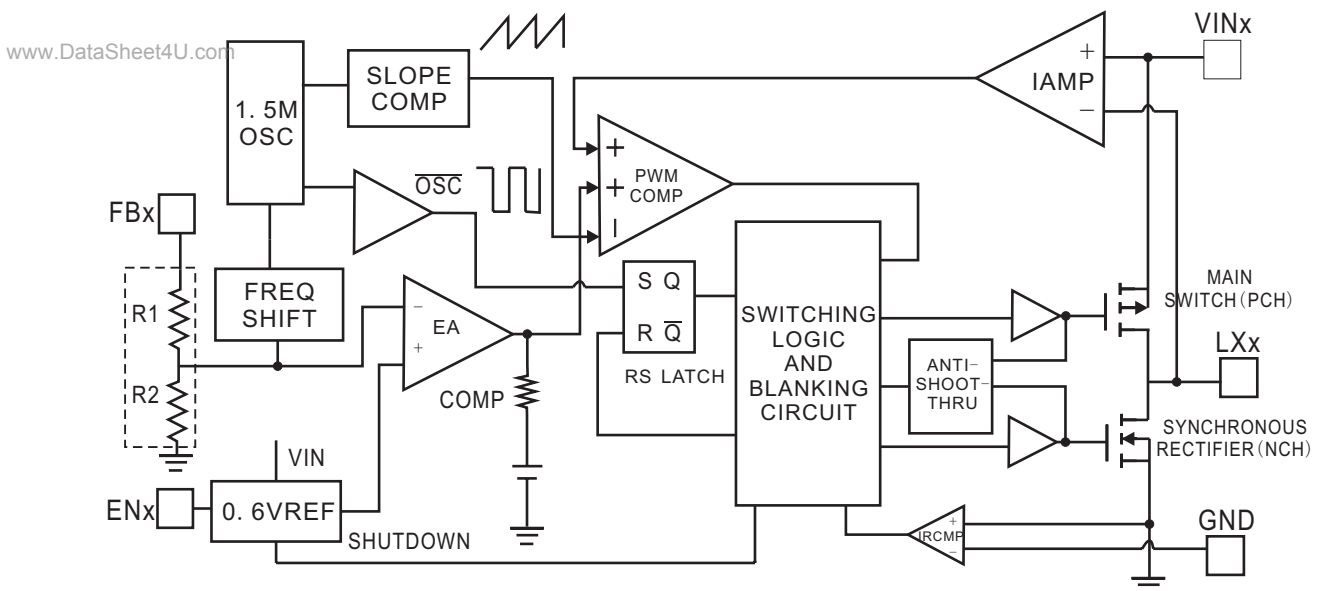 www.DataSheet4U.com
VINx
+
IAMP
−
SLOPE
COMP
1. 5M
OSC
+
+
−
PWM
COMP
OSC
FBx
R1
R2
FREQ
SHIFT
−
EA
+
COMP
S Q
R Q
RS LATCH
SWITCHING
LOGIC
AND
BLANKING
CIRCUIT
ANTI-
SHOOT-
THRU
MAIN
SWITCH(PCH)
LXx
SYNCHRONOUS
RECTIFIER(NCH)
VIN
ENx
0. 6VREF
SHUTDOWN
+
IRCMP
−
GND